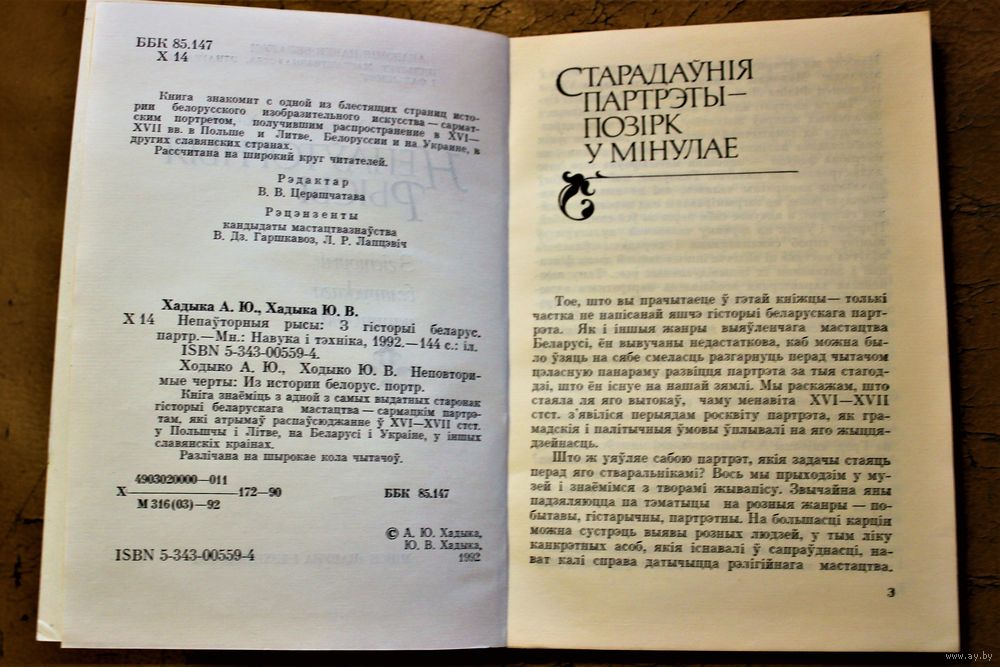 ББК 85.147
Х 14
Книга знакомит с одной из блестящих страниц исто-
рии белорусского изобразительного искусства — сармат-
ским портретом, получившим распространение в XVI—
XVII вв. в Польше и Литве. Белоруссии и на Украине, в
других славянских странах.
Рассчитана на широкий круг читателей.
Рэдактар
В. В. Церашчатава
Рэцэнзенты
кандыдаты мастацтвазнаўства
В. Дз. Гаршкавоз, Л. Р. Лапцэвіч
Хадыка А. Ю., Хадыка Ю. В.
Х 14 Непаўторныя рысы: З гісторыі беларус.
партр.—Мн.: Навука і тэхніка, 1992.—144 с.: іл.
ISBN 5-343-00559-4.
Ходыко А. Ю., Ходыко Ю. В. Неповтори-
мые черты: Из истории белорус. портр.
Кніга знаёміць з адной з самых выдатных старонак
гісторыі беларускага мастацтва — сармацкім партрэ-
там, які атрымаў распаўсюджанне ў XVI—XVII стст.
у Польшчы і Літве, на Беларусі і Украіне, у іншых
славянскіх краінах.
Разлічана на шырокае кола чытачоў.
4903020000—011
Х————172—90
М 316(03)—92
ББК 85.147
ISBN 5-343-00559-4
© А. Ю. Хадыка,
Ю. В. Хадыка,
1992
СТАРАДАЎНІЯ
ПАРТРЭТЫ—
ПОЗІРК
У МІНУЛАЕ
Тое, што вы прачытаеце ў гэтай кніжцы— толькі
частка не напісанай яшчэ гісторыі беларускага парт-
рэта. Як і іншыя жанры выяўленчага мастацтва
Беларусі, ён вывучаны недастаткова, каб можна бы-
ло ўзяць на сябе смеласць разгарнуць перад чытачом
цэласную панараму развіцця партрэта за тыя стагод-
дзі, што ён існуе на нашай зямлі. Мы раскажам, што
стаяла ля яго вытокаў, чаму менавіта XVI—XVII
стст. з'явіліся перыядам росквіту партрэта, як гра-
мадскія і палітычныя ўмовы ўплывалі на яго жыцця-
дзейнасць.
Што ж уяўляе сабою партрэт, якія задачы стаяць
перад яго стваральнікамі? Вось мы прыходзім у му-
зей і знаёмімся з творамі жывапісу. Звычайна яны
падзяляюцца па тэматыцы на розныя жанры — по-
бытавы, гістарычны, партрэтны. На большасці карцін
можна сустрэць выявы розных людзей, у тым ліку
канкрэтных асоб, якія існавалі ў сапраўднасці, на-
ват калі справа датычыцца рэлігійнага мастацтва.
3
www.ay.by